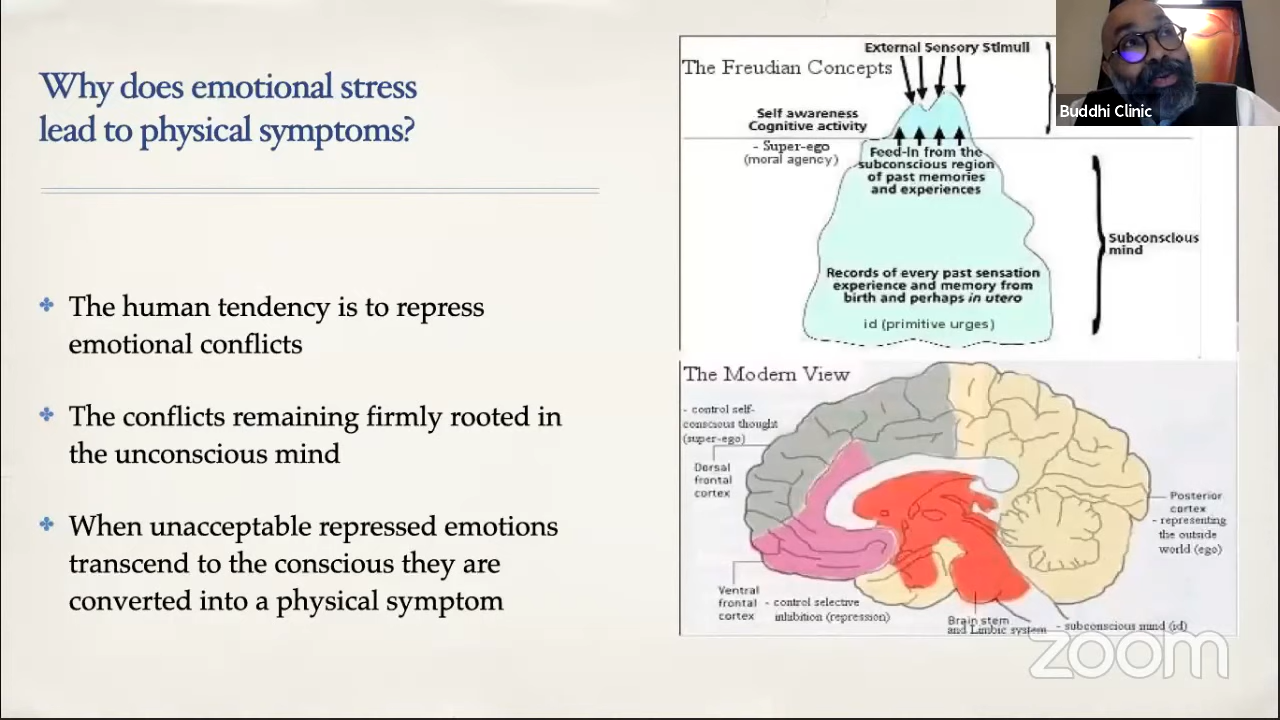 Why does emotional stress
lead to physical symptoms?
The human tendency is to repress
emotional conflicts
The conflicts remaining firmly rooted in
the unconscious mind
When unacceptable repressed emotions
transcend to the conscious they are
converted into a physical symptom
External Sensory Stimuli
The Freudian Concepts
Self awareness
Cognitive activity
- Super-ego
(moral agency)
Feed-in from the
subconscious region
of past memories
and experiences
Subconscious
mind
Records of every past sensation
experience and memory from
birth and perhaps in utero
id (primitive urges)
The Modern View
- control self-
conscious thought
(super-ego)
Dorsal
frontal
cortex
Posterior
cortex
- representing
the outside
world (ego)
Ventral
frontal
cortex
- control selective
inhibition (repression)
Brain stem
and Limbic system
- subconscious mind (id)
Buddhi Clinic
zoom